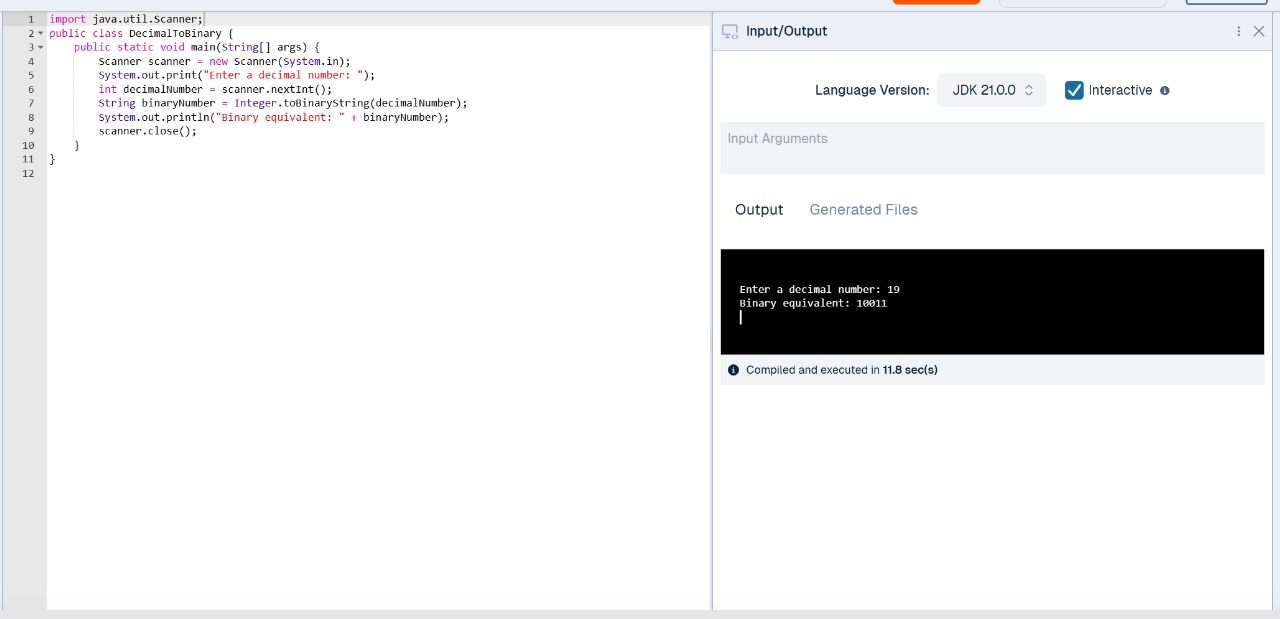 1 import java.util.Scanner;
2 public class DecimalToBinary {
3 public static void main(String[] args) {
4 Scanner scanner = new Scanner(System.in);
5 System.out.print("Enter a decimal number: ");
6 int decimalNumber = scanner.nextInt();
7 String binaryNumber = Integer.toBinaryString(decimalNumber);
8 System.out.println("Binary equivalent: " + binaryNumber);
9 scanner.close();
10 }
11 }
12
Input/Output
Language Version: JDK 21.0.0 Interactive
Input Arguments
Output Generated Files
Enter a decimal number: 19
Binary equivalent: 10011
Compiled and executed in 11.8 sec(s)